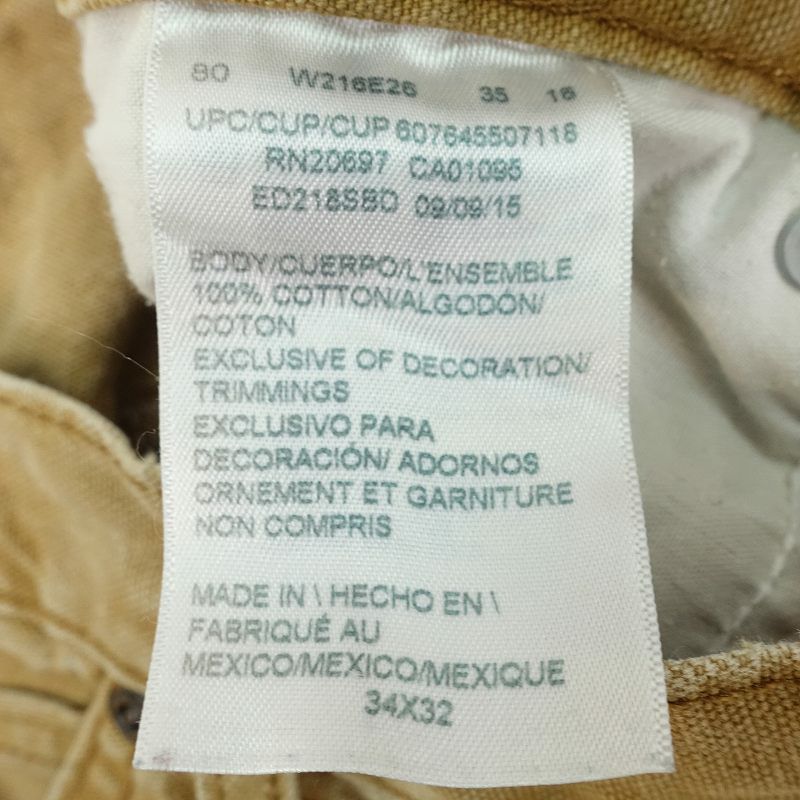 80 W216E26 35 16
UPC/CUP/CUP 607645507118
RN20697 CA01095
ED218SBD 09/09/15
BODY/CUERPO/L'ENSEMBLE
100% COTTON/ALGODÓN/
COTON
EXCLUSIVE OF DECORATION/
TRIMMINGS
EXCLUSIVO PARA
DECORACIÓN/ ADORNOS
ORNEMENT ET GARNITURE
NON COMPRIS
MADE IN \ HECHO EN \
FABRIQUÉ AU
MEXICO/MEXICO/MEXIQUE
34X32